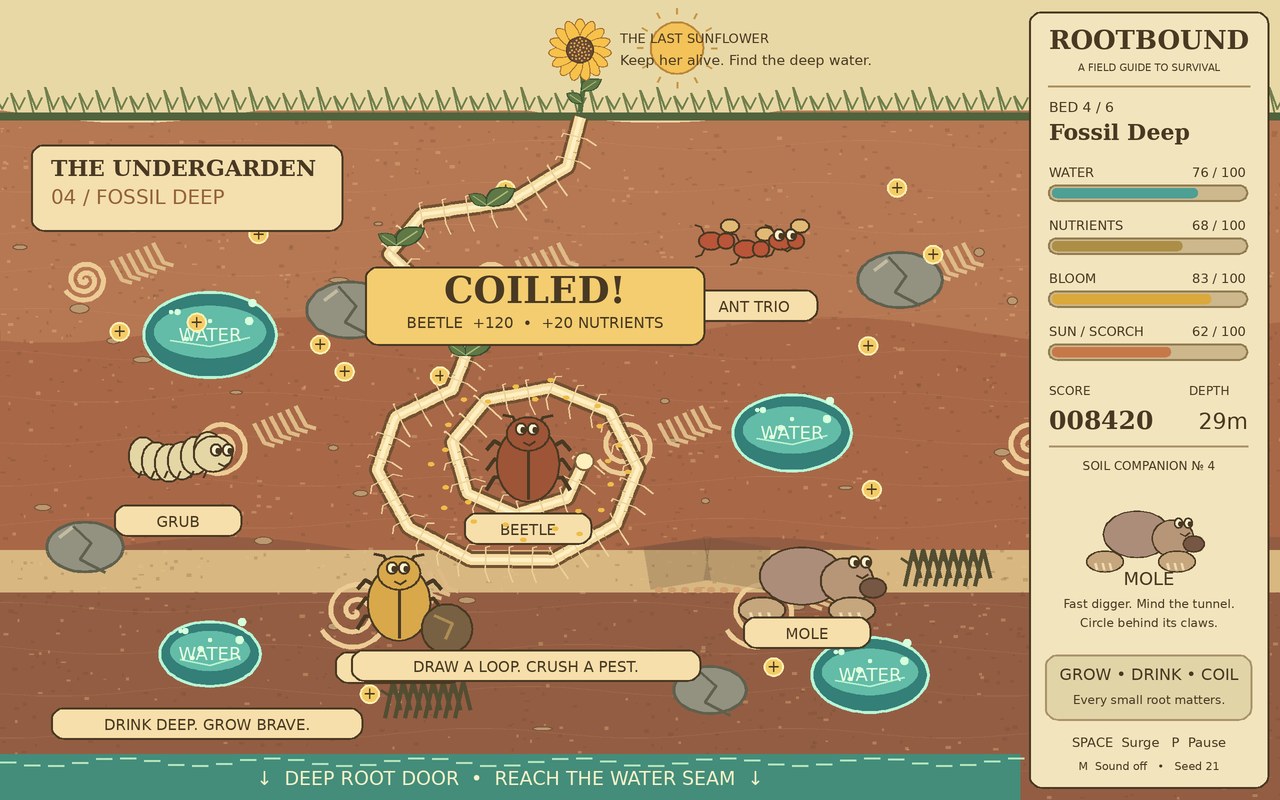 THE LAST SUNFLOWER
Keep her alive. Find the deep water.
THE UNDERGARDEN
04 / FOSSIL DEEP
COILED!
BEETLE +120 • +20 NUTRIENTS
ANT TRIO
WATER
WATER
GRUB
BEETLE
MOLE
WATER
WATER
DRAW A LOOP. CRUSH A PEST.
DRINK DEEP. GROW BRAVE.
↓ DEEP ROOT DOOR • REACH THE WATER SEAM ↓
ROOTBOUND
A FIELD GUIDE TO SURVIVAL
BED 4 / 6
Fossil Deep
WATER 76 / 100
NUTRIENTS 68 / 100
BLOOM 83 / 100
SUN / SCORCH 62 / 100
SCORE DEPTH
008420 29m
SOIL COMPANION № 4
MOLE
Fast digger. Mind the tunnel.
Circle behind its claws.
GROW • DRINK • COIL
Every small root matters.
SPACE Surge P Pause
M Sound off • Seed 21